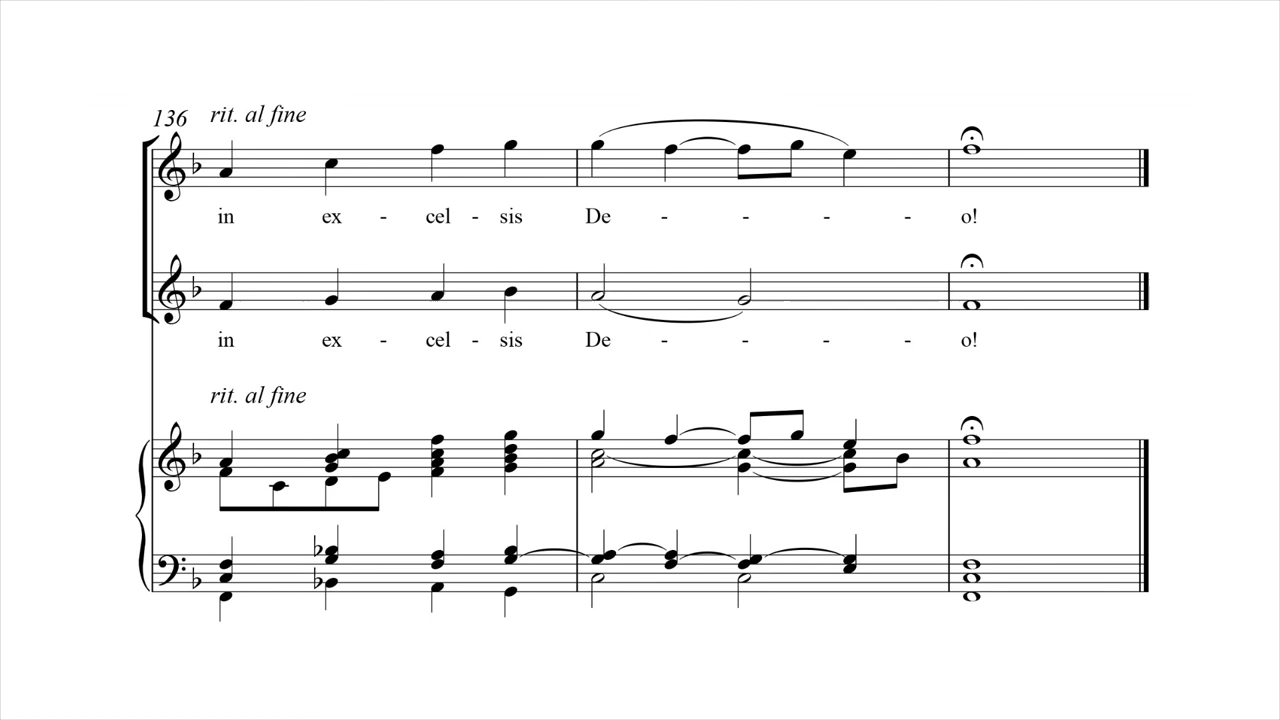 136 rit. al fine
in ex - cel - sis De - - - - o!
in ex - cel - sis De - - - - o!
rit. al fine